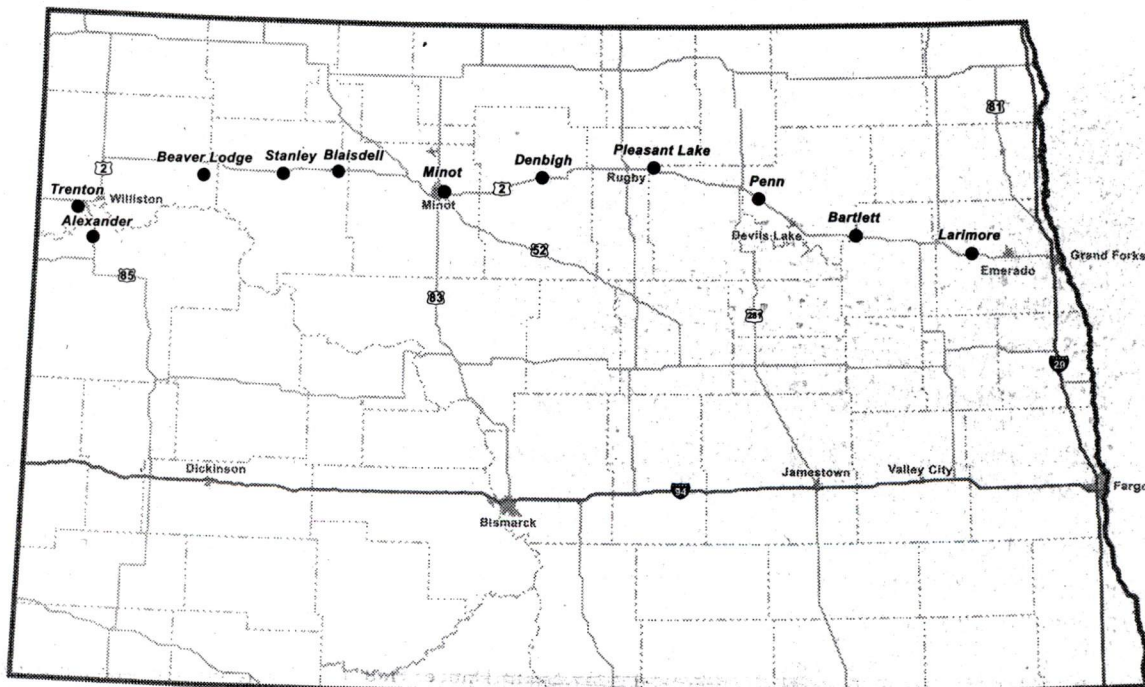 81
Pleasant Lake
Denbigh
Beaver Lodge
Stanley
Blaisdell
2
Minot
Rugby
Penn
Trenton
Williston
2
Minot
Alexander
Bartlett
Devils Lake
Larimore
52
Grand Forks
Emerado
85
83
281
29
Dickinson
Jamestown
Valley City
94
Fargo
Bismarck